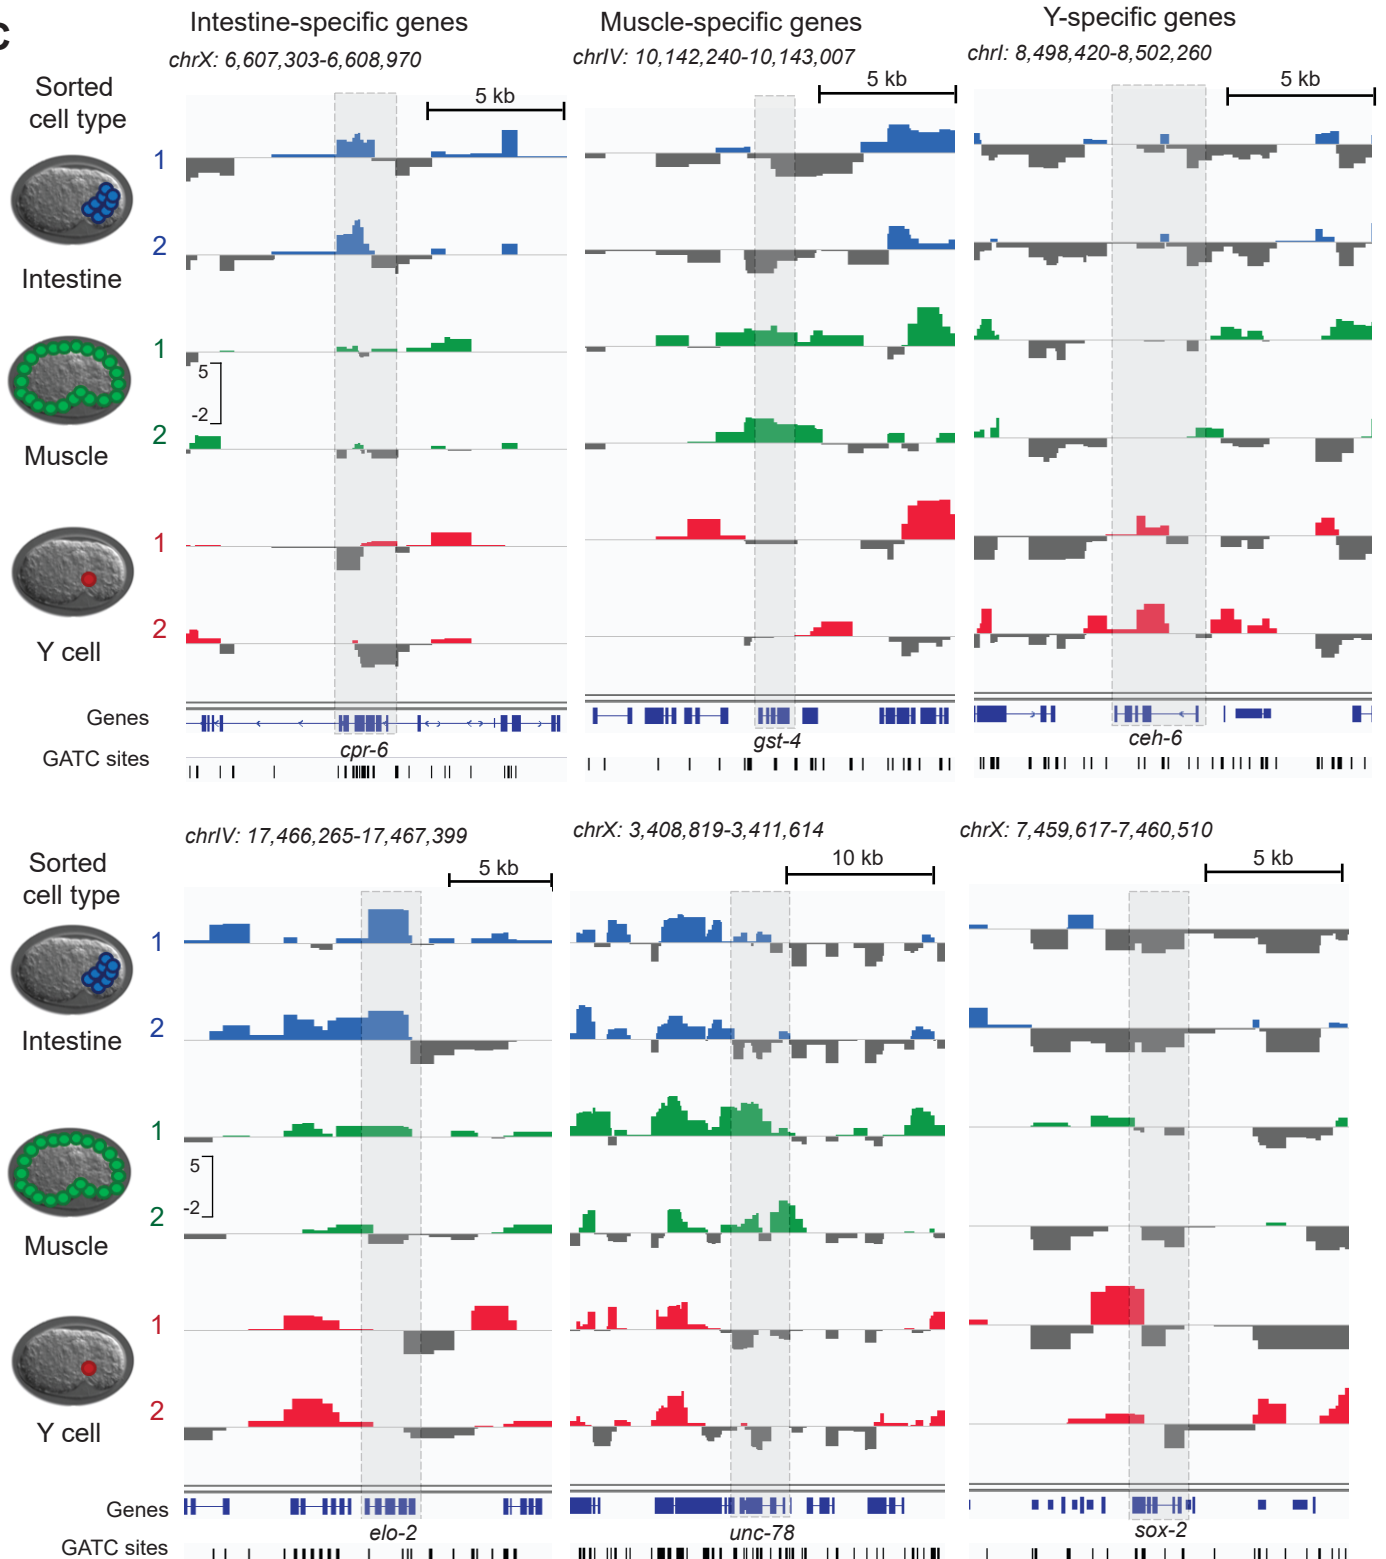 c
Intestine-specific genes
Muscle-specific genes
Y-specific genes
chrX: 6,607,303-6,608,970
chrIV: 10,142,240-10,143,007
chrI: 8,498,420-8,502,260
Sorted
cell type
5 kb
5 kb
5 kb
1
2
Intestine
1
5
-2
2
Muscle
1
2
Y cell
Genes
cpr-6
gst-4
ceh-6
GATC sites
chrIV: 17,466,265-17,467,399
chrX: 3,408,819-3,411,614
chrX: 7,459,617-7,460,510
Sorted
cell type
5 kb
10 kb
5 kb
1
2
Intestine
1
5
-2
2
Muscle
1
2
Y cell
Genes
elo-2
unc-78
sox-2
GATC sites